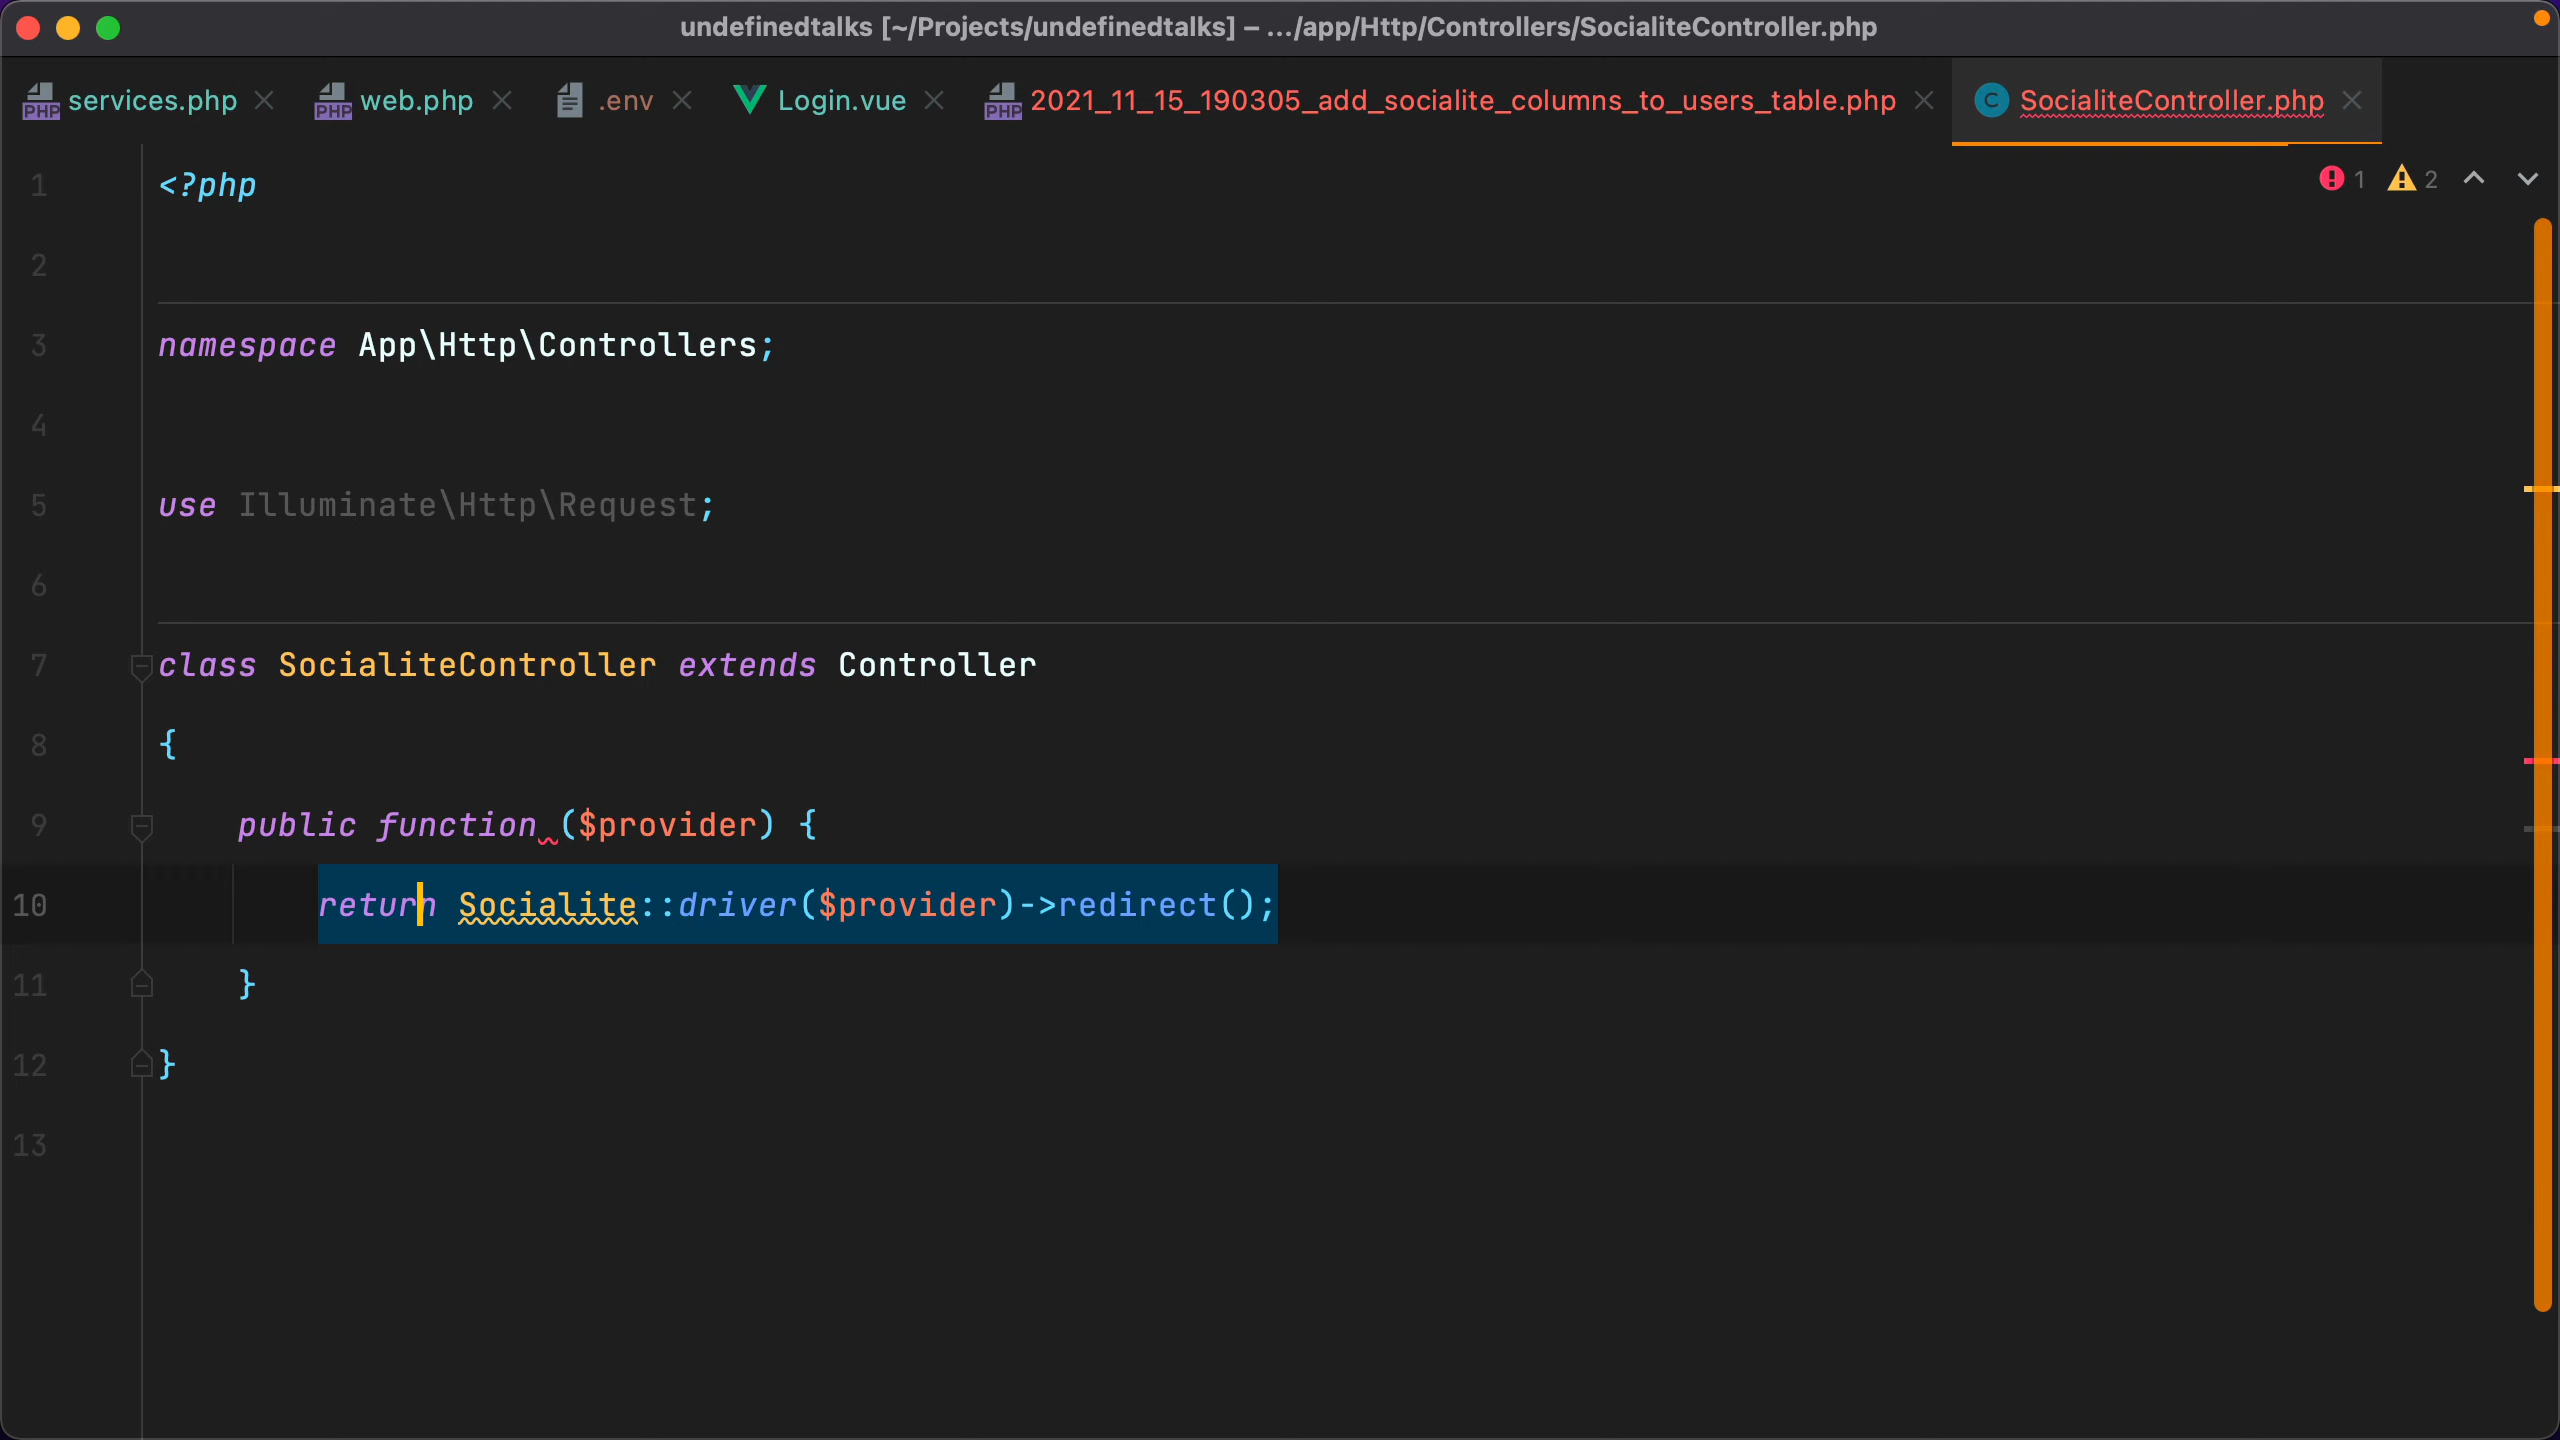 undefinedtalks [~/Projects/undefinedtalks] – .../app/Http/Controllers/SocialiteController.php
services.php web.php .env Login.vue 2021_11_15_190305_add_socialite_columns_to_users_table.php SocialiteController.php
1 <?php 1 2
2
3 namespace App\Http\Controllers;
4
5 use Illuminate\Http\Request;
6
7 class SocialiteController extends Controller
8 {
9 public function ($provider) {
10 return Socialite::driver($provider)->redirect();
11 }
12 }
13